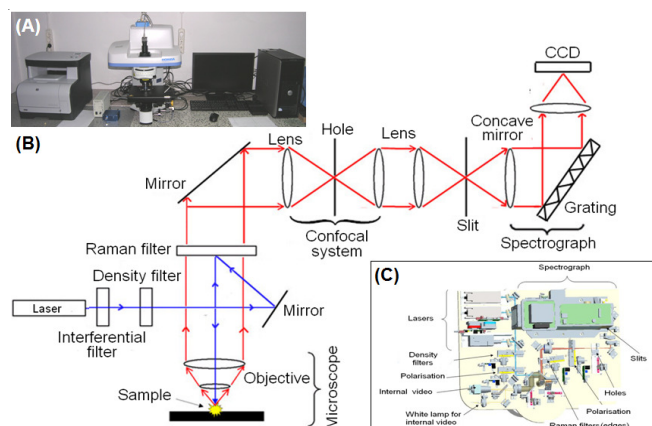 (A)
(B)
Mirror
Lens
Hole
Lens
Confocal
system
Slit
CCD
Concave
mirror
Grating
Spectrograph
Raman filter
Density filter
Laser
Interferential
filter
Mirror
Objective
Sample
Microscope
(C)
Spectrograph
Lasers
Density
filters
Polarisation
Internal video
White lamp for
internal video
Slits
Holes
Polarisation
Raman filters (edges)